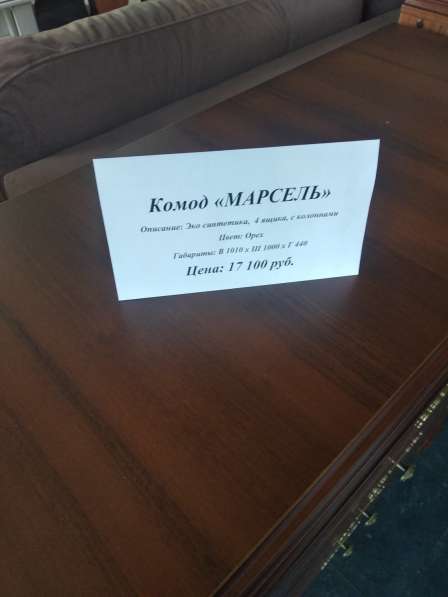 Комод «МАРСЕЛЬ»
Описание: Эко синтетика, 4 ящика, с колоннами
Цвет: Орех
Габариты: В 1010 х Ш 1000 х Г 440
Цена: 17 100 руб.